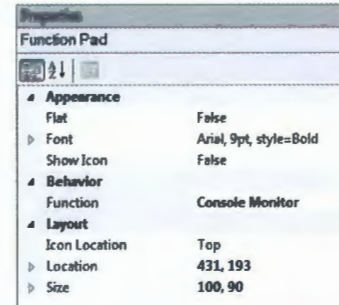 Properties
Function Pad
Appearance
Flat False
Font Arial, 9pt, style=Bold
Show Icon False
Behavior
Function Console Monitor
Layout
Icon Location Top
Location 431, 193
Size 100, 90